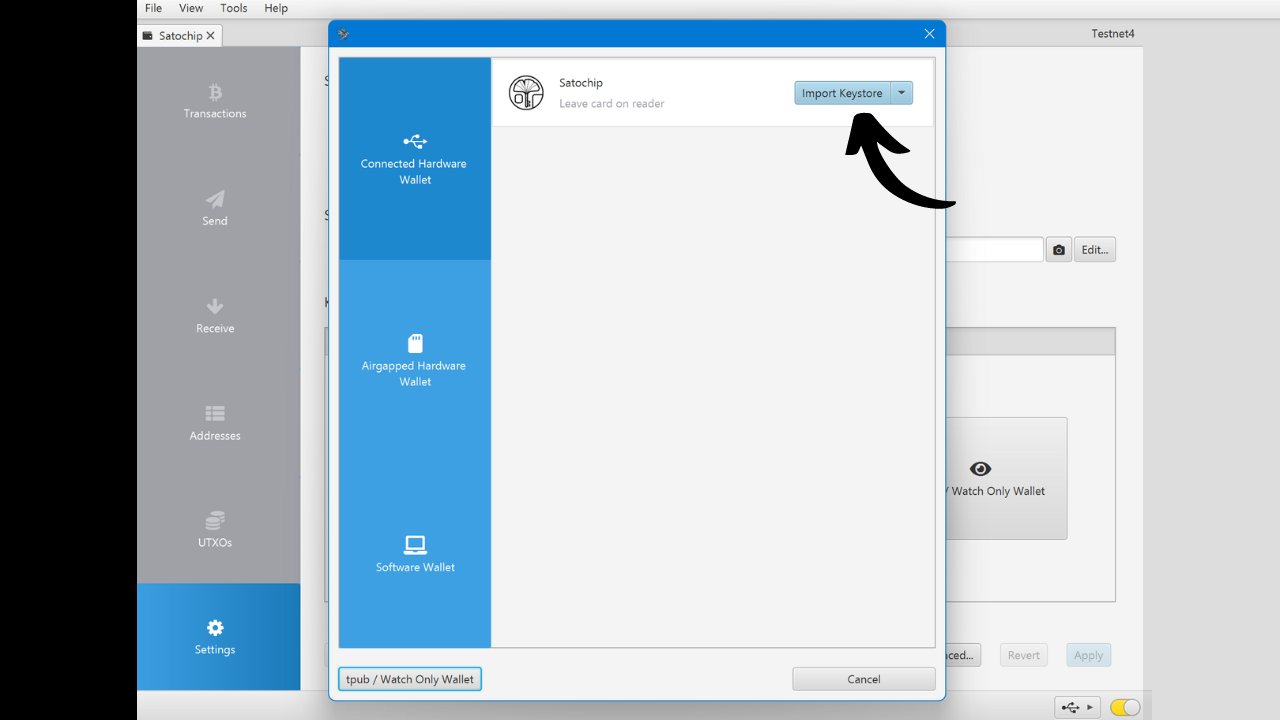 File View Tools Help
Satochip
Testnet4
Transactions
Send
Receive
Addresses
UTXOs
Settings
Connected Hardware
Wallet
Airgapped Hardware
Wallet
Software Wallet
Satochip
Leave card on reader
Import Keystore
Edit...
/ Watch Only Wallet
Revert
Apply
tpub / Watch Only Wallet
Cancel